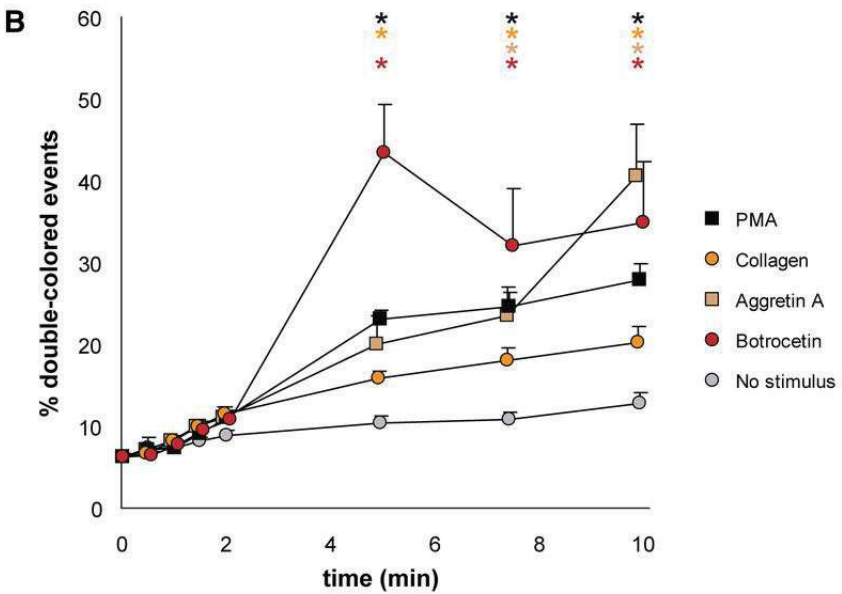 B
% double-colored events
60
50
40
30
20
10
0
* * *
* * *
* *
* * *
0 2 4 6 8 10
time (min)
PMA
Collagen
Aggretin A
Botrocetin
No stimulus